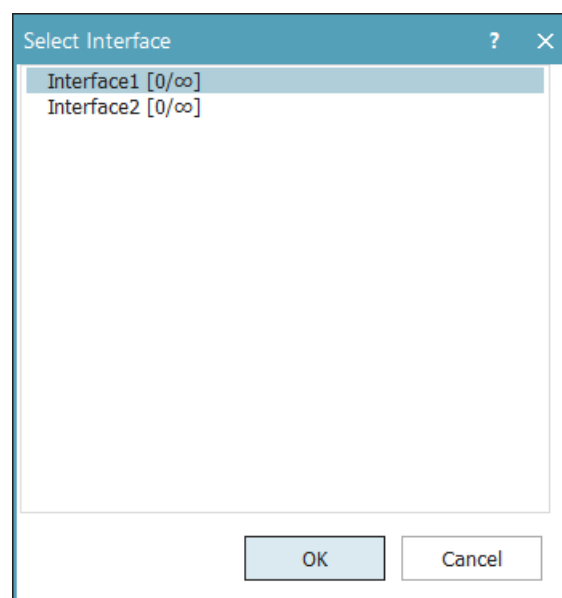 Select Interface ? ×
Interface1 [0/∞]
Interface2 [0/∞]
OK Cancel